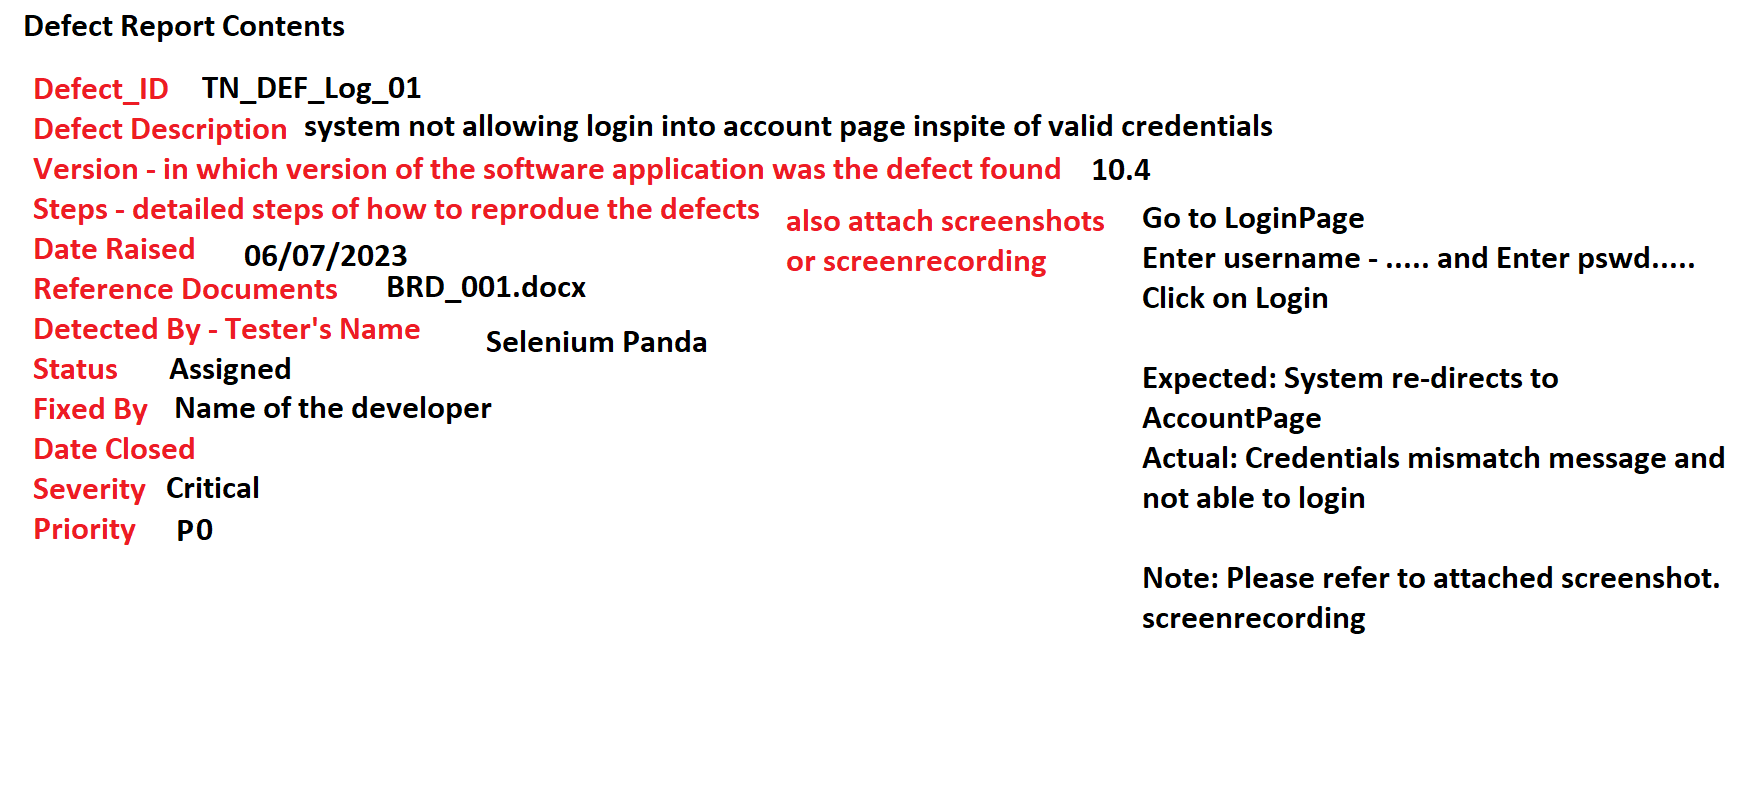 Defect Report Contents
Defect_ID TN_DEF_Log_01
Defect Description system not allowing login into account page inspite of valid credentials
Version - in which version of the software application was the defect found 10.4
Steps - detailed steps of how to reprodue the defects
also attach screenshots
or screenrecording
Go to LoginPage
Enter username - ..... and Enter pswd.....
Click on Login
Expected: System re-directs to
AccountPage
Actual: Credentials mismatch message and
not able to login
Note: Please refer to attached screenshot.
screenrecording
Date Raised 06/07/2023
Reference Documents BRD_001.docx
Detected By - Tester's Name Selenium Panda
Status Assigned
Fixed By Name of the developer
Date Closed
Severity Critical
Priority P0